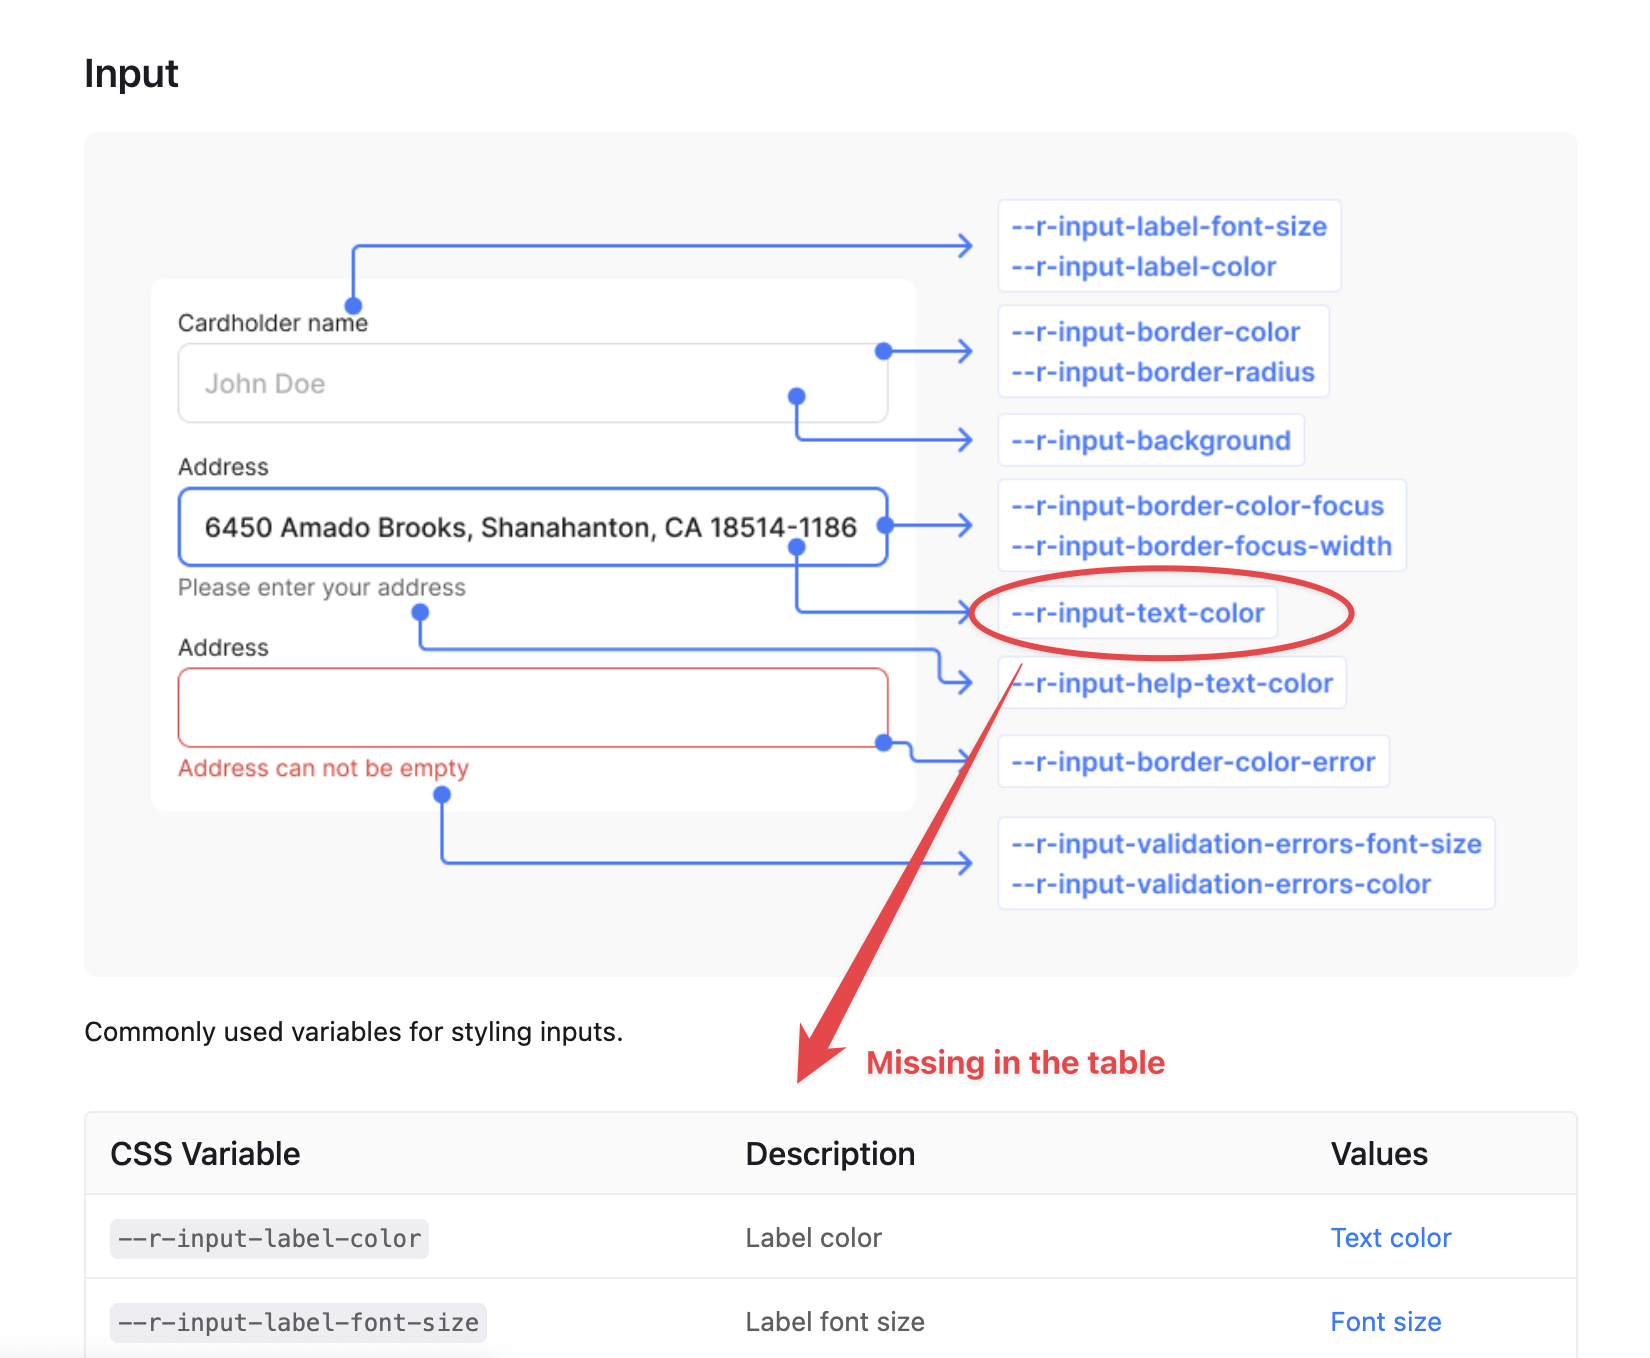 Input
--r-input-label-font-size
--r-input-label-color
Cardholder name
--r-input-border-color
John Doe
--r-input-border-radius
--r-input-background
Address
--r-input-border-color-focus
6450 Amado Brooks, Shanahanton, CA 18514-1186
--r-input-border-focus-width
Please enter your address
--r-input-text-color
Address
--r-input-help-text-color
--r-input-border-color-error
Address can not be empty
--r-input-validation-errors-font-size
--r-input-validation-errors-color
Commonly used variables for styling inputs.
Missing in the table
CSS Variable Description Values
--r-input-label-color Label color Text color
--r-input-label-font-size Label font size Font size